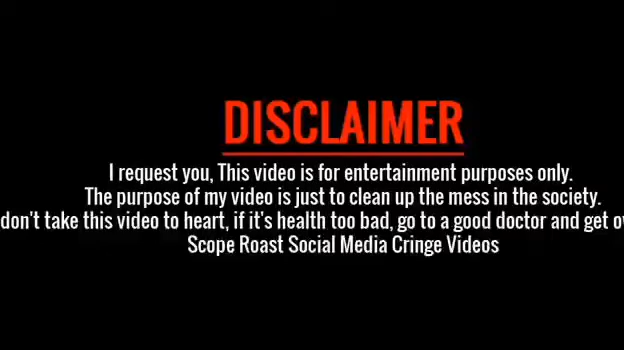 DISCLAIMER
I request you, This video is for entertainment purposes only.
The purpose of my video is just to clean up the mess in the society.
don't take this video to heart, if it's health too bad, go to a good doctor and get
Scope Roast Social Media Cringe Videos